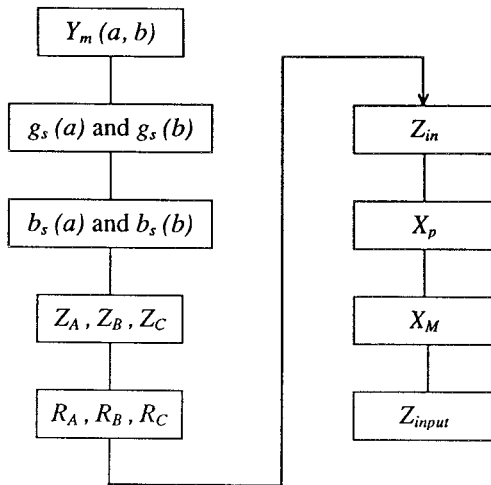 Y_m (a, b)
g_s (a) and g_s (b)
b_s (a) and b_s (b)
Z_A , Z_B , Z_C
R_A , R_B , R_C
Z_in
X_p
X_M
Z_input